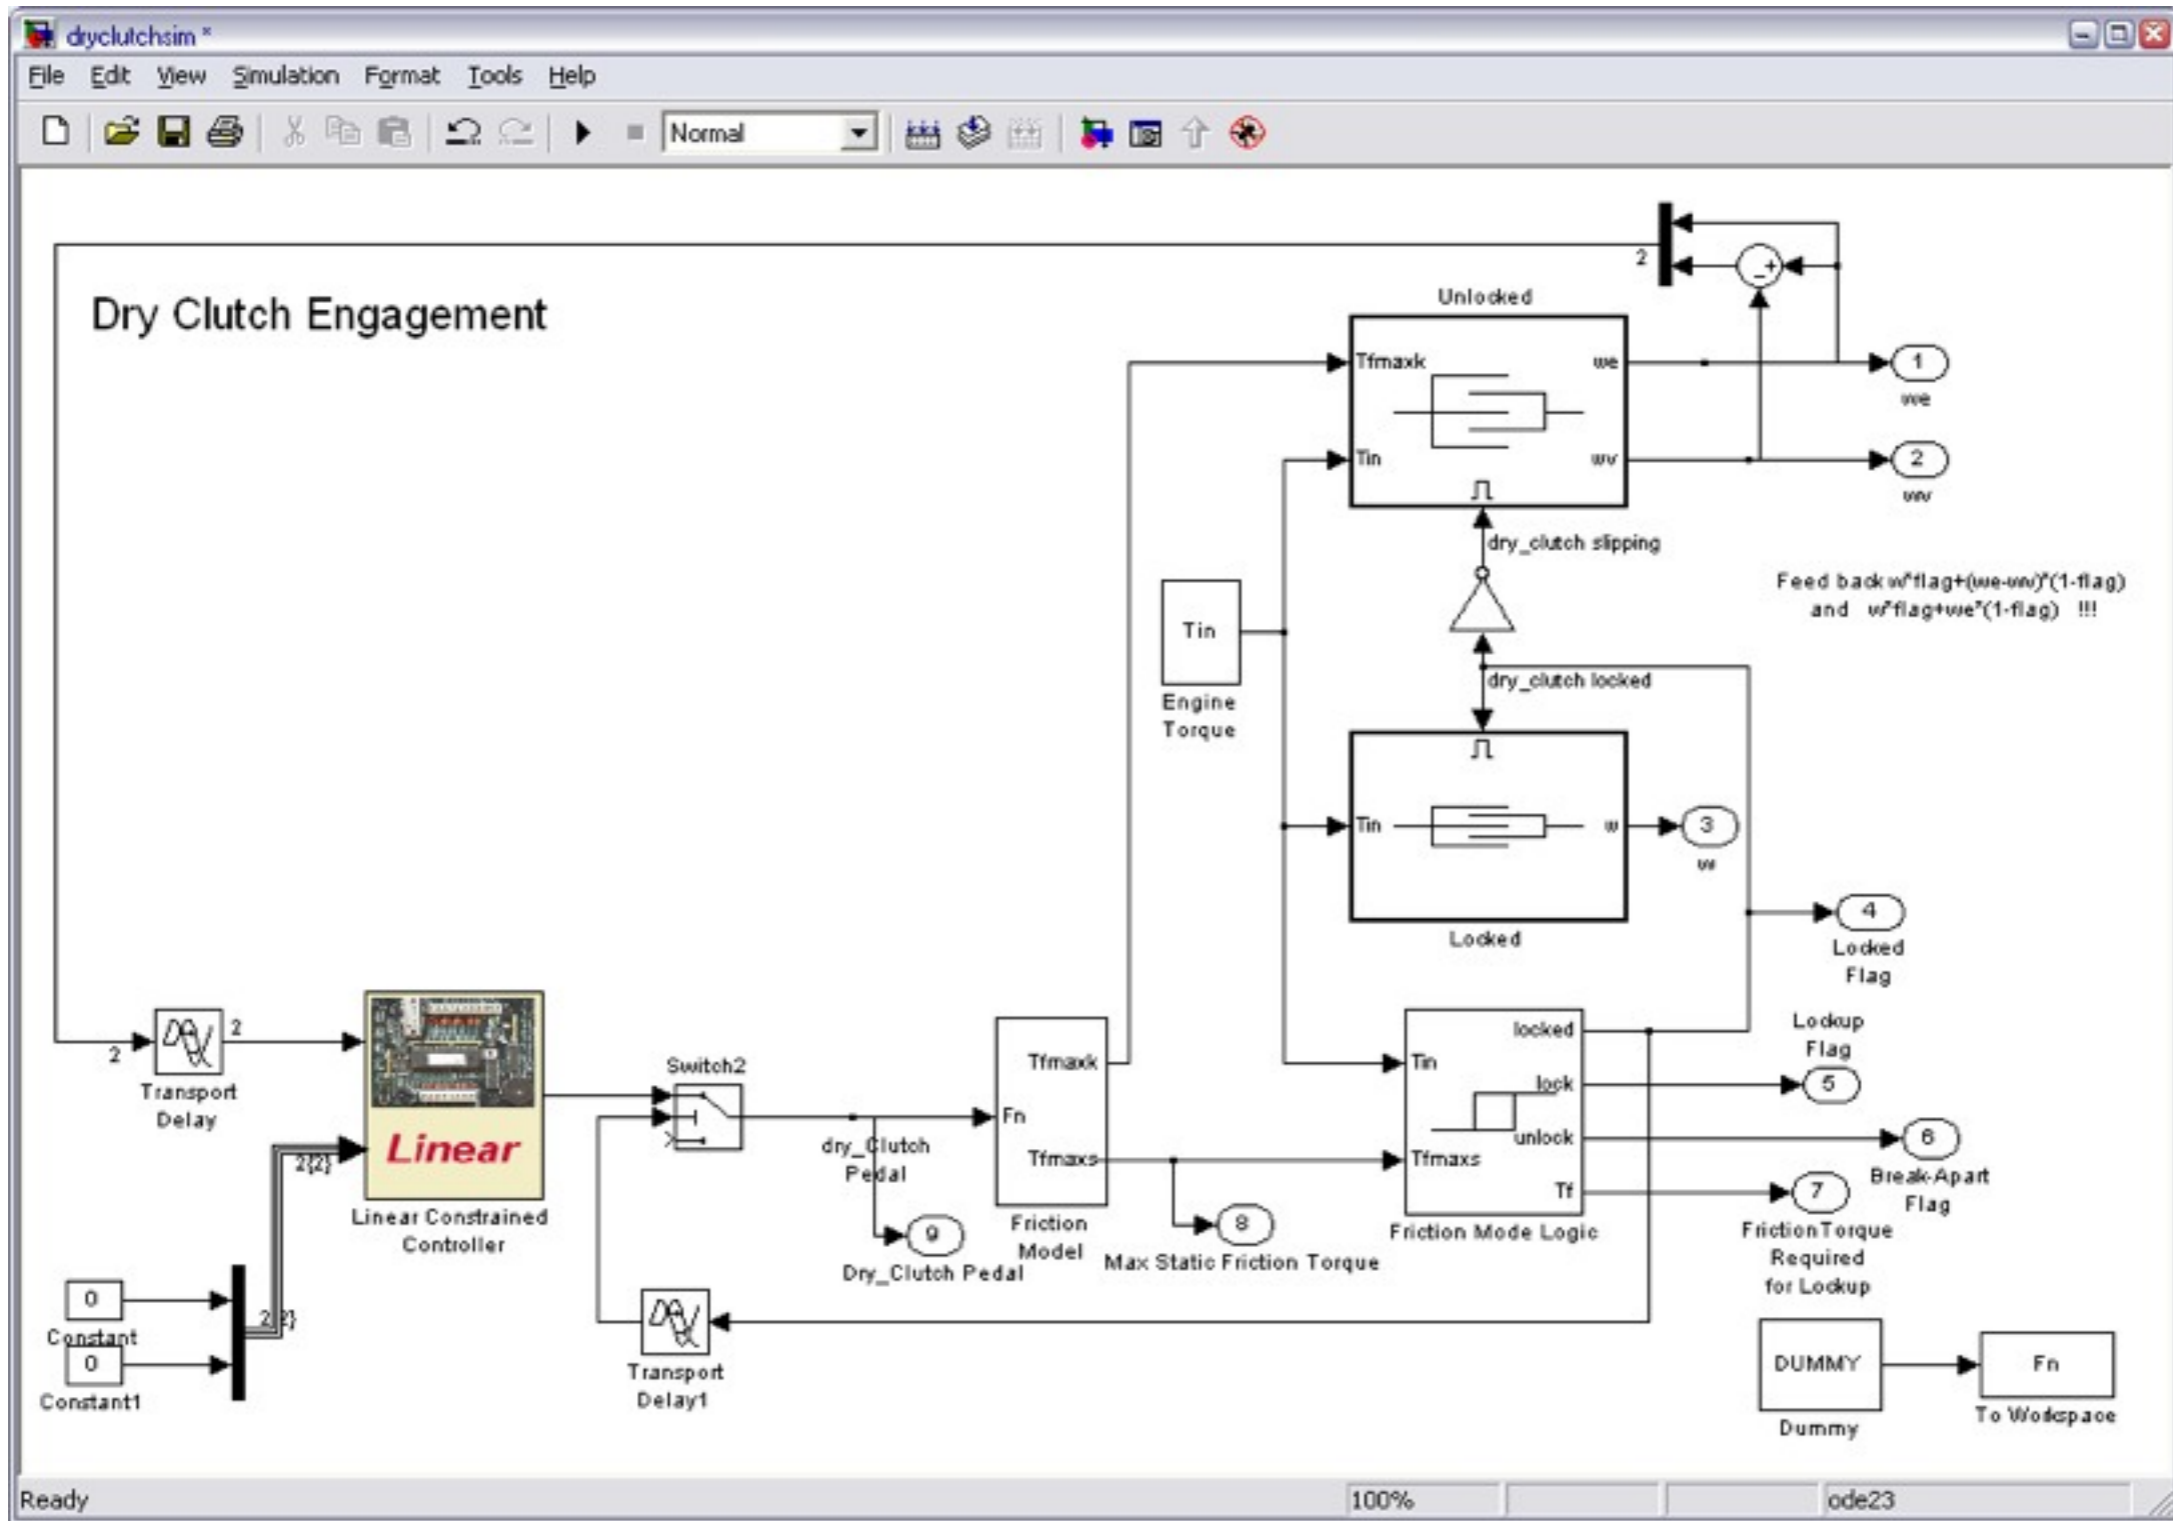 dryclutchsim *
File Edit View Simulation Format Tools Help
Normal
2
Dry Clutch Engagement
Unlocked
Tfmaxk
we
1
we
Tin
wv
2
wv
dry_clutch slipping
Feed back w*flag+(we-wv)*(1-flag)
and w*flag+we*(1-flag) !!!
Tin
Engine
Torque
dry_clutch locked
Tin
w
3
w
Locked
4
Locked
Flag
2
2
Transport
Delay
Linear
Linear Constrained
Controller
2{2}
Switch2
dry_Clutch
Pedal
9
Dry_Clutch Pedal
Tfmaxk
Fn
Tfmaxs
Friction
Model
8
Max Static Friction Torque
locked
Tin
lock
unlock
Tfmaxs
Tf
Friction Mode Logic
Lockup
Flag
5
6
Break-Apart
Flag
7
Friction Torque
Required
for Lockup
0
Constant
0
Constant1
Transport
Delay1
DUMMY
Dummy
Fn
To Workspace
Ready
100%
ode23